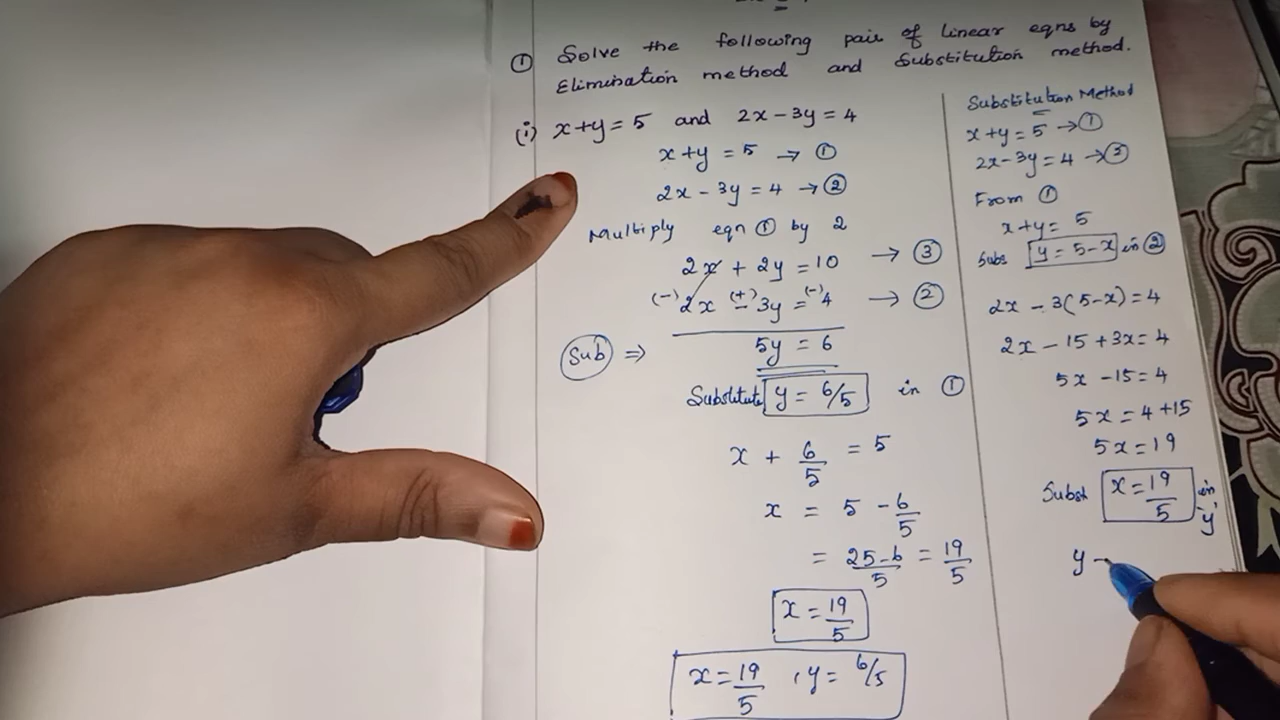 ① Solve the following pair of linear eqns by
Elimination method and Substitution method.
(i) x+y = 5 and 2x - 3y = 4
x+y = 5 → ①
2x - 3y = 4 → ②
Multiply eqn ① by 2
2x + 2y = 10 → ③
(-) 2x (+) - 3y = (-) 4 → ②
Sub ⇒ 5y = 6
Substitute y = 6/5 in ①
x + 6/5 = 5
x = 5 - 6/5
= 25-6/5 = 19/5
x = 19/5
x = 19/5 , y = 6/5
Substitution Method
x+y = 5 → ①
2x - 3y = 4 →
From ①
x+y = 5
Subs y = 5-x in ②
2x - 3(5-x) = 4
2x - 15 + 3x = 4
5x - 15 = 4
5x = 4 + 15
5x = 19
Subst x = 19/5 in 'y'
y -